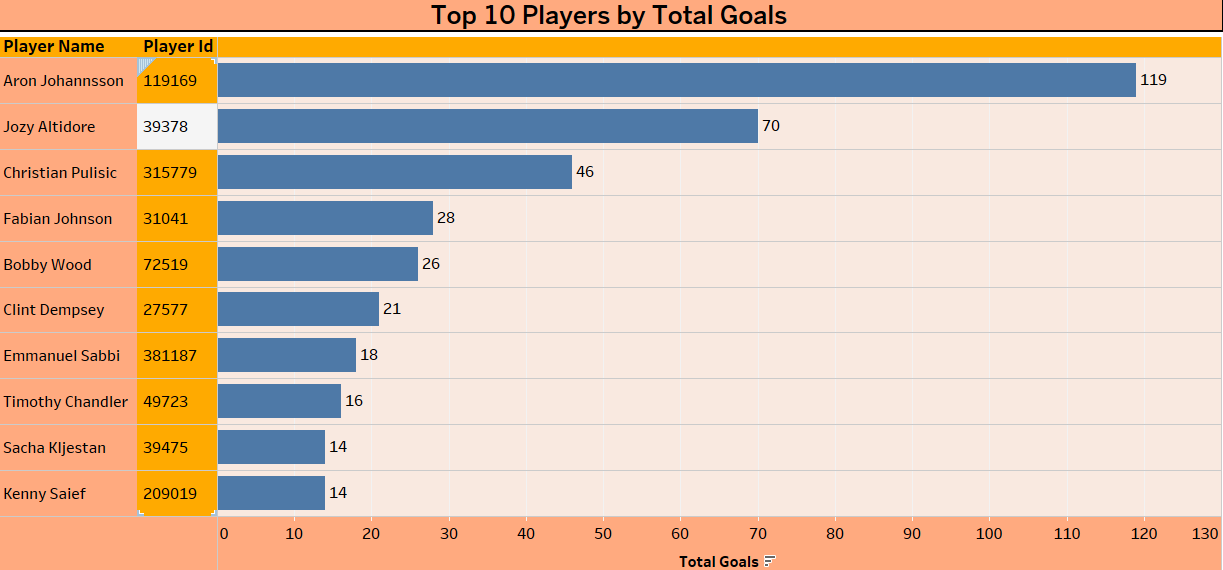 Top 10 Players by Total Goals
Player Name Player Id
Aron Johannsson 119169 119
Jozy Altidore 39378 70
Christian Pulisic 315779 46
Fabian Johnson 31041 28
Bobby Wood 72519 26
Clint Dempsey 27577 21
Emmanuel Sabbi 381187 18
Timothy Chandler 49723 16
Sacha Kljestan 39475 14
Kenny Saief 209019 14
0 10 20 30 40 50 60 70 80 90 100 110 120 130
Total Goals